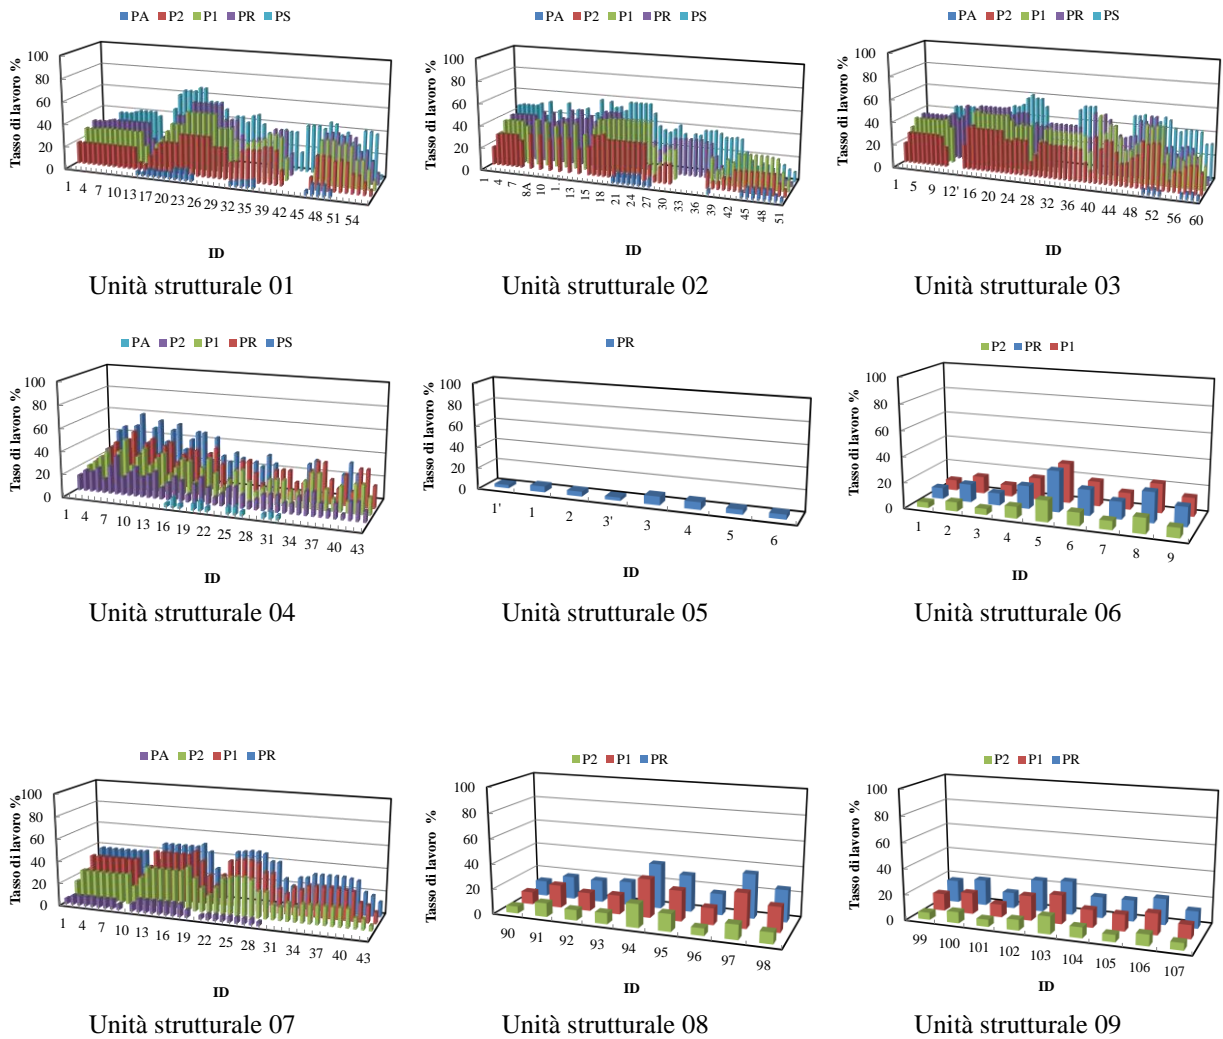 PA P2 P1 PR PS
Tasso di lavoro %
100
80
60
40
20
0
1 4 7 10 13 17 20 23 26 29 32 35 39 42 45 48 51 54
ID
Unità strutturale 01
PA P2 P1 PR PS
Tasso di lavoro %
100
80
60
40
20
0
1 4 7 8A 10 1. 13 15 18 21 24 27 30 33 36 39 42 45 48 51
ID
Unità strutturale 02
PA P2 P1 PR PS
Tasso di lavoro %
100
80
60
40
20
0
1 5 9 12' 16 20 24 28 32 36 40 44 48 52 56 60
ID
Unità strutturale 03
PA P2 P1 PR PS
Taso di lavoro %
100
80
60
40
20
0
1 4 7 10 13 16 19 22 25 28 31 34 37 40 43
ID
Unità strutturale 04
PR
Tasso di lavoro %
100
80
60
40
20
0
1' 1 2 3' 3 4 5 6
ID
Unità strutturale 05
P2 PR P1
Tasso di lavoro %
100
80
60
40
20
0
1 2 3 4 5 6 7 8 9
ID
Unità strutturale 06
PA P2 P1 PR
Tasso di lavoro %
100
80
60
40
20
0
1 4 7 10 13 16 19 22 25 28 31 34 37 40 43
ID
Unità strutturale 07
P2 P1 PR
Tasso di lavoro %
100
80
60
40
20
0
90 91 92 93 94 95 96 97 98
ID
Unità strutturale 08
P2 P1 PR
Tasso di lavoro %
100
80
60
40
20
0
99 100 101 102 103 104 105 106 107
ID
Unità strutturale 09